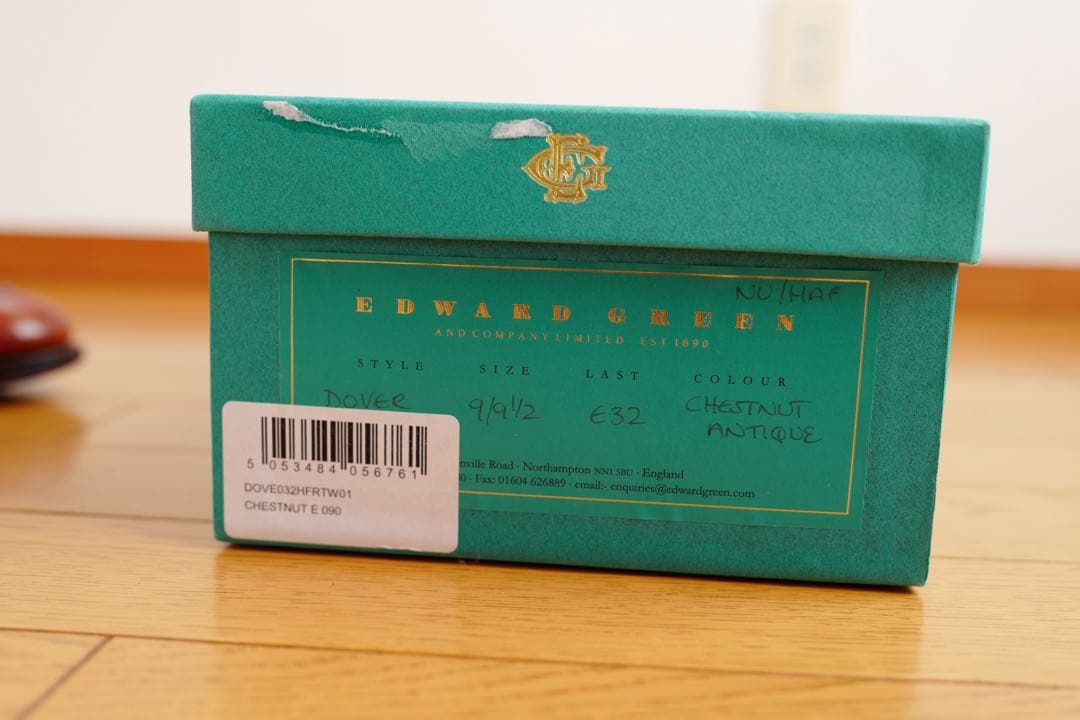 NU/HAF
EDWARD GREEN
AND COMPANY LIMITED EST 1890
STYLE SIZE LAST COLOUR
DOVER 9/9½ E32 CHESTNUT
ANTIQUE
nville Road · Northampton NN1 5BU · England
0 · Fax: 01604 626889 · email:- enquiries@edwardgreen.com
5 053484 056761
DOVE032HFRTW01
CHESTNUT E 090